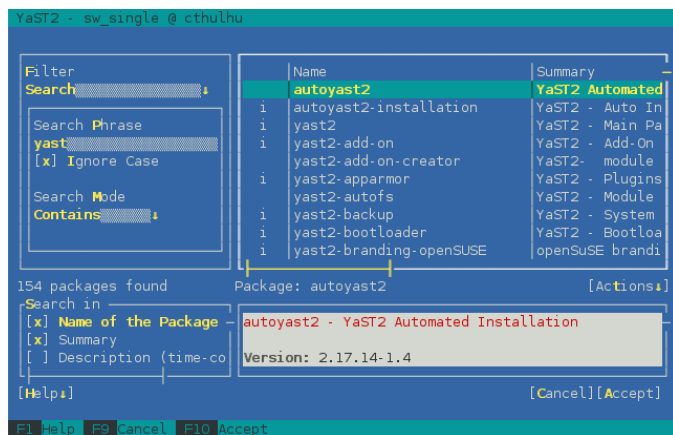 YaST2 - sw_single @ cthulhu
Filter
Search
Search Phrase
yast
[x] Ignore Case
Search Mode
Contains
Name Summary
autoyast2 YaST2 Automated
i autoyast2-installation YaST2 - Auto In
i yast2 YaST2 - Main Pa
i yast2-add-on YaST2 - Add-On
yast2-add-on-creator YaST2- module
i yast2-apparmor YaST2 - Plugins
yast2-autofs YaST2 - Module
i yast2-backup YaST2 - System
i yast2-bootloader YaST2 - Bootloa
i yast2-branding-openSUSE openSuSE brandi
154 packages found Package: autoyast2 [Actions↓]
Search in
[x] Name of the Package
[x] Summary
[ ] Description (time-co
autoyast2 - YaST2 Automated Installation
Version: 2.17.14-1.4
[Help↓] [Cancel][Accept]
F1 Help F9 Cancel F10 Accept